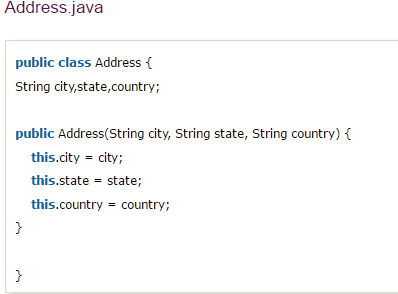 Address.java
public class Address {
String city,state,country;
public Address(String city, String state, String country) {
this.city = city;
this.state = state;
this.country = country;
}
}